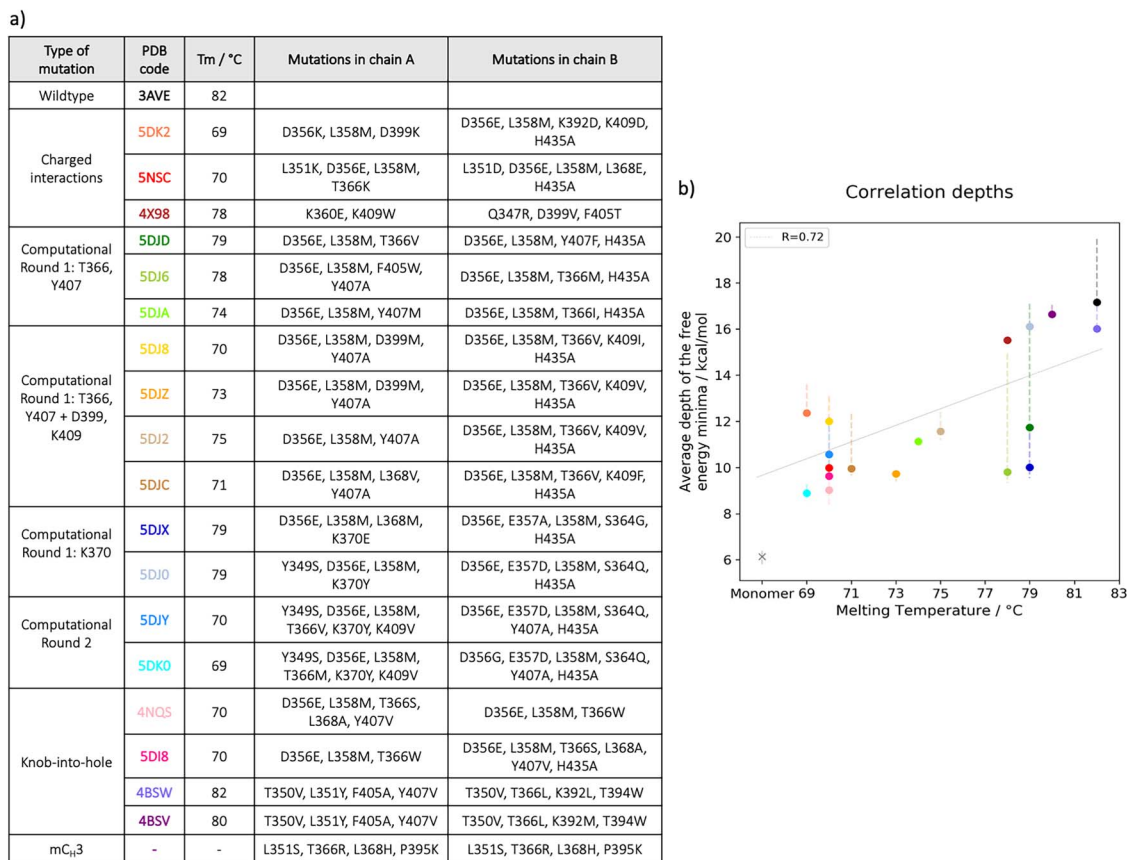 a)
Type of mutation PDB code Tm / °C Mutations in chain A Mutations in chain B
Wildtype 3AVE 82
Charged interactions
5DK2 69 D356K, L358M, D399K D356E, L358M, K392D, K409D, H435A
5NSC 70 L351K, D356E, L358M, T366K L351D, D356E, L358M, L368E, H435A
4X98 78 K360E, K409W Q347R, D399V, F405T
Computational Round 1: T366, Y407
5DJD 79 D356E, L358M, T366V D356E, L358M, Y407F, H435A
5DJ6 78 D356E, L358M, F405W, Y407A D356E, L358M, T366M, H435A
5DJA 74 D356E, L358M, Y407M D356E, L358M, T366I, H435A
Computational Round 1: T366, Y407 + D399, K409
5DJ8 70 D356E, L358M, D399M, Y407A D356E, L358M, T366V, K409I, H435A
5DJZ 73 D356E, L358M, D399M, Y407A D356E, L358M, T366V, K409V, H435A
5DJ2 75 D356E, L358M, Y407A D356E, L358M, T366V, K409V, H435A
5DJC 71 D356E, L358M, L368V, Y407A D356E, L358M, T366V, K409F, H435A
Computational Round 1: K370
5DJX 79 D356E, L358M, L368M, K370E D356E, E357A, L358M, S364G, H435A
5DJ0 79 Y349S, D356E, L358M, K370Y D356E, E357D, L358M, S364Q, H435A
Computational Round 2
5DJY 70 Y349S, D356E, L358M, T366V, K370Y, K409V D356E, E357D, L358M, S364Q, Y407A, H435A
5DK0 69 Y349S, D356E, L358M, T366M, K370Y, K409V D356G, E357D, L358M, S364Q, Y407A, H435A
Knob-into-hole
4NQS 70 D356E, L358M, T366S, L368A, Y407V D356E, L358M, T366W
5DI8 70 D356E, L358M, T366W D356E, L358M, T366S, L368A, Y407V, H435A
4BSW 82 T350V, L351Y, F405A, Y407V T350V, T366L, K392L, T394W
4BSV 80 T350V, L351Y, F405A, Y407V T350V, T366L, K392M, T394W
mCH3 - - L351S, T366R, L368H, P395K L351S, T366R, L368H, P395K
b)
Correlation depths
R=0.72
Average depth of the free
energy minima / kcal/mol
20
18
16
14
12
10
8
6
Monomer 69 71 73 75 77 78 79 81 83
Melting Temperature / °C